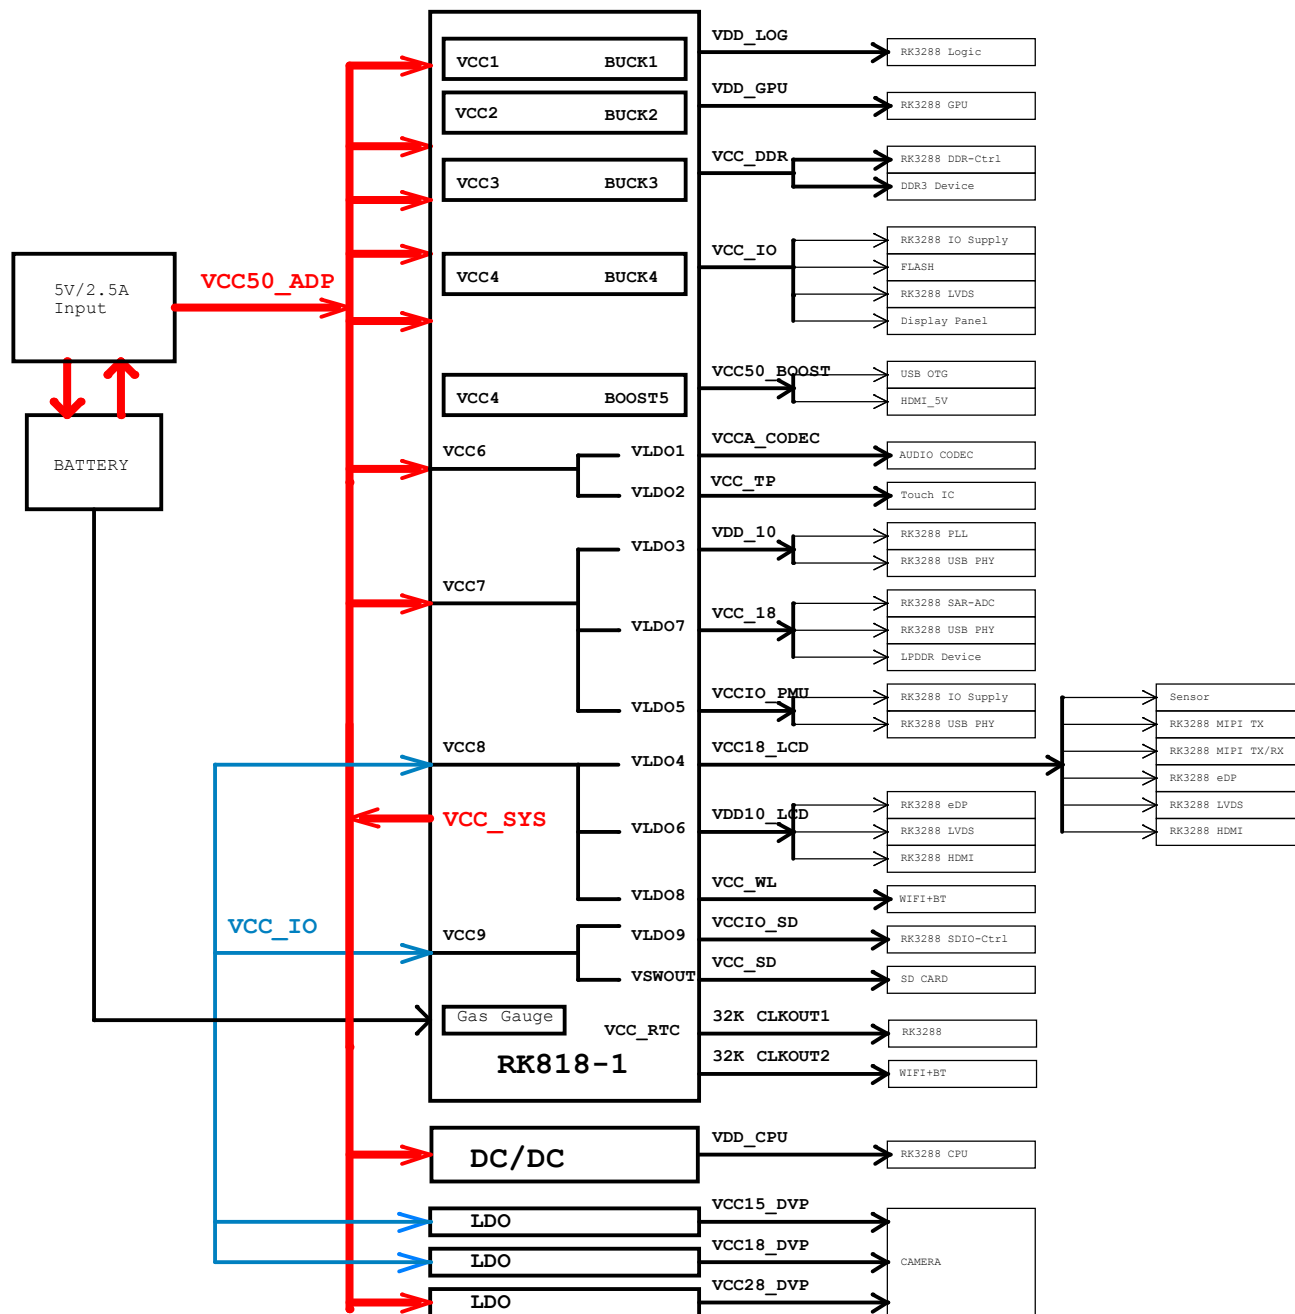 VDD_LOG
VCC1 BUCK1
RK3288 Logic
VDD_GPU
VCC2 BUCK2
RK3288 GPU
VCC_DDR
VCC3 BUCK3
RK3288 DDR-Ctrl
DDR3 Device
VCC_IO
VCC4 BUCK4
RK3288 IO Supply
FLASH
RK3288 LVDS
Display Panel
5V/2.5A
Input
VCC50_ADP
VCC50_BOOST
VCC4 BOOST5
USB OTG
HDMI_5V
BATTERY
VCC6
VLDO1
VCCA_CODEC
AUDIO CODEC
VLDO2
VCC_TP
Touch IC
VCC7
VLDO3
VDD_10
RK3288 PLL
RK3288 USB PHY
VLDO7
VCC_18
RK3288 SAR-ADC
RK3288 USB PHY
LPDDR Device
VLDO5
VCCIO_PMU
RK3288 IO Supply
RK3288 USB PHY
VCC8
VLDO4
VCC18_LCD
Sensor
RK3288 MIPI TX
RK3288 MIPI TX/RX
RK3288 eDP
RK3288 LVDS
RK3288 HDMI
VCC_SYS
VLDO6
VDD10_LCD
RK3288 eDP
RK3288 LVDS
RK3288 HDMI
VLDO8
VCC_WL
WIFI+BT
VCC_IO
VCC9
VLDO9
VCCIO_SD
RK3288 SDIO-Ctrl
VSWOUT
VCC_SD
SD CARD
Gas Gauge
VCC_RTC
32K CLKOUT1
RK3288
RK818-1
32K CLKOUT2
WIFI+BT
DC/DC
VDD_CPU
RK3288 CPU
LDO
VCC15_DVP
LDO
VCC18_DVP
CAMERA
LDO
VCC28_DVP